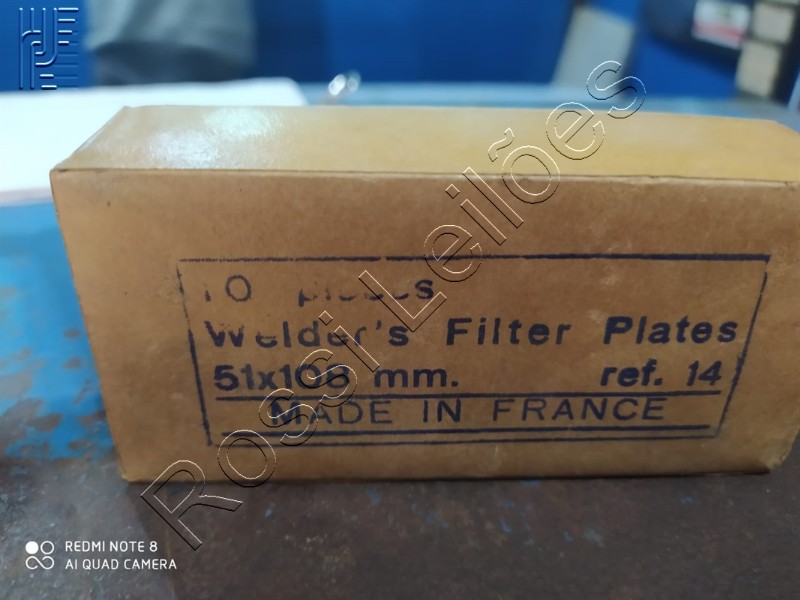 10 pieces
Welder's Filter Plates
51x108 mm. ref. 14
MADE IN FRANCE
Rossi Leilões
REDMI NOTE 8
AI QUAD CAMERA